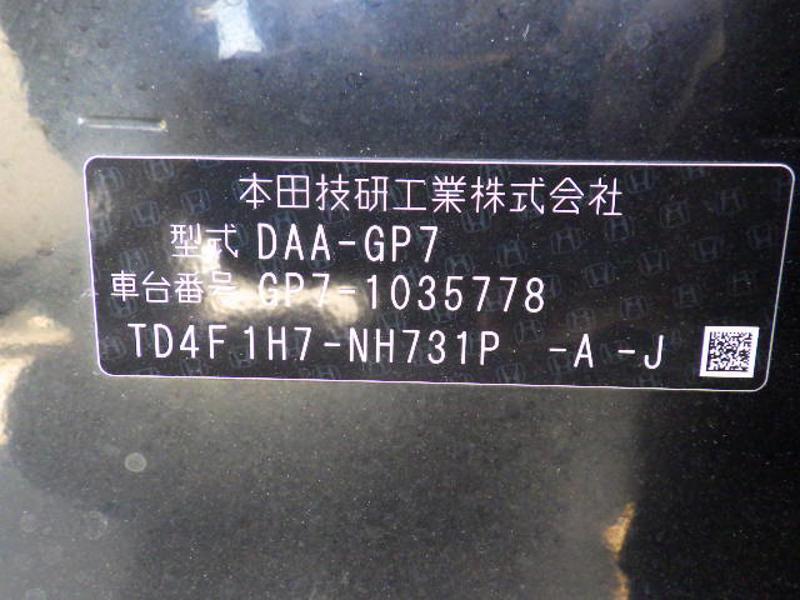 本田技研工業株式会社
型式 DAA-GP7
車台番号 GP7-1035778
TD4F1H7-NH731P -A-J